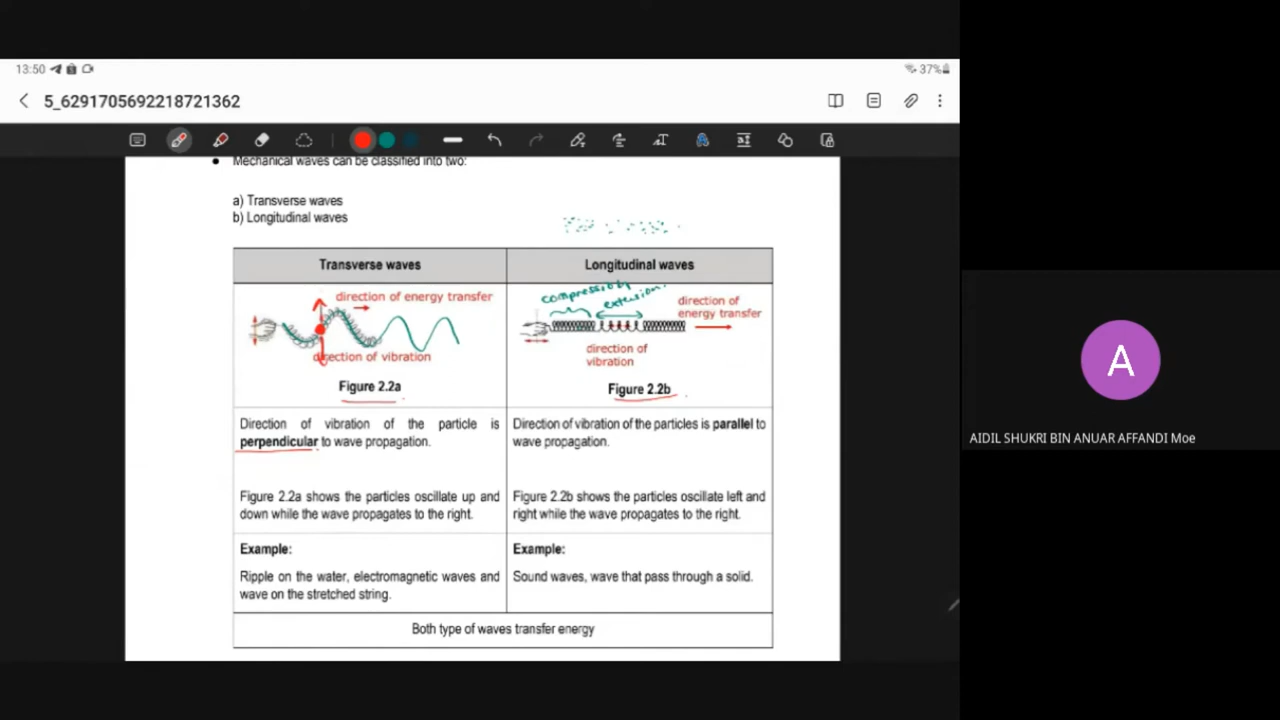 13:50
37%
5_6291705692218721362
Mechanical waves can be classified into two:
a) Transverse waves
b) Longitudinal waves
Transverse waves
direction of energy transfer
direction of vibration
Figure 2.2a
Longitudinal waves
compression
extension
direction of
energy transfer
direction of
vibration
Figure 2.2b
Direction of vibration of the particle is
perpendicular to wave propagation.
Direction of vibration of the particles is parallel to
wave propagation.
Figure 2.2a shows the particles oscillate up and
down while the wave propagates to the right.
Figure 2.2b shows the particles oscillate left and
right while the wave propagates to the right.
Example:
Ripple on the water, electromagnetic waves and
wave on the stretched string.
Example:
Sound waves, wave that pass through a solid.
Both type of waves transfer energy
A
AIDIL SHUKRI BIN ANUAR AFFANDI Moe